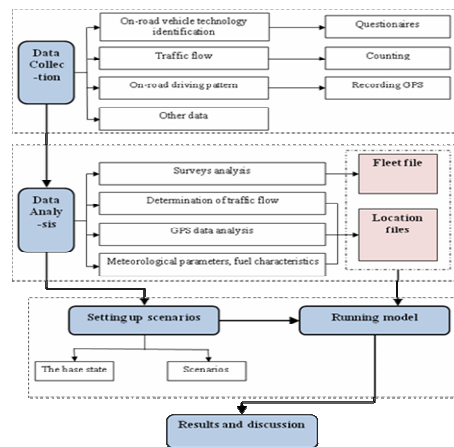 On-road vehicle technology
identification
Questionaires
Data
Collec
-tion
Traffic flow
Counting
On-road driving pattern
Recording GPS
Other data
Surveys analysis
Fleet file
Data
Analy
-sis
Determination of traffic flow
GPS data analysis
Location
files
Meteorological parameters, fuel characteristics
Setting up scenarios
Running model
The base state
Scenarios
Results and discussion